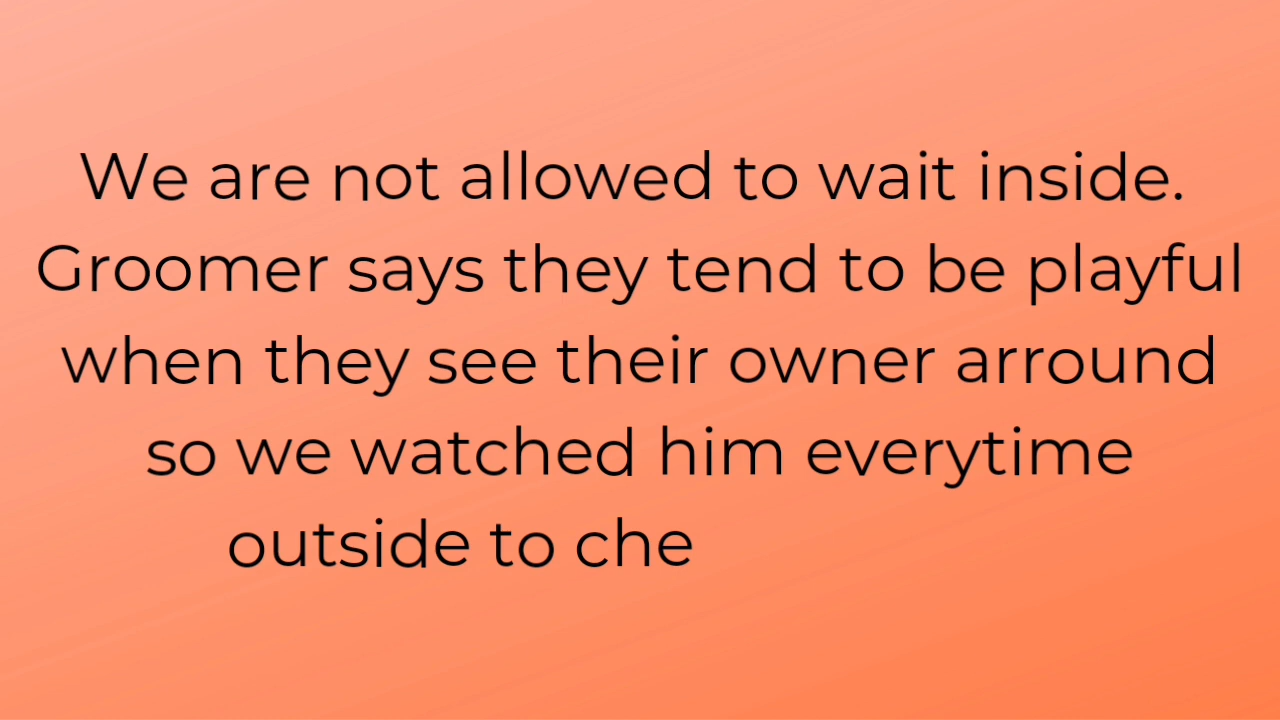 We are not allowed to wait inside.
Groomer says they tend to be playful
when they see their owner arround
so we watched him everytime
outside to che